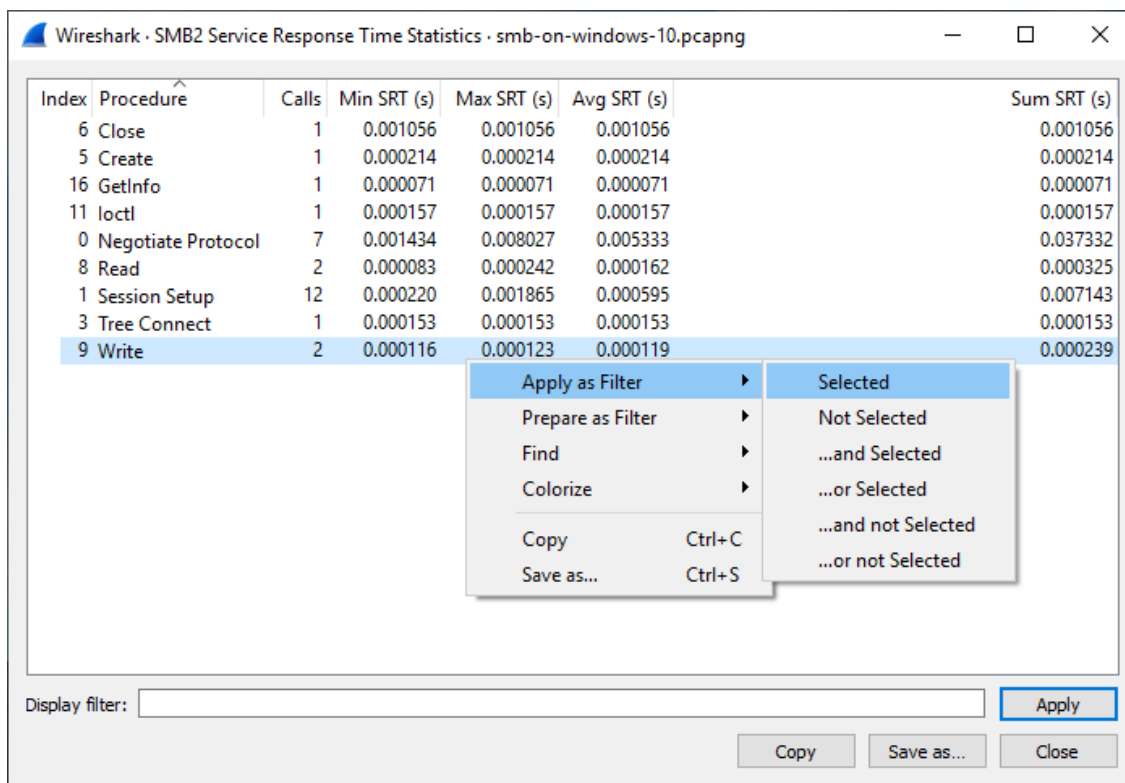 Wireshark · SMB2 Service Response Time Statistics · smb-on-windows-10.pcapng
Index Procedure Calls Min SRT (s) Max SRT (s) Avg SRT (s) Sum SRT (s)
6 Close 1 0.001056 0.001056 0.001056 0.001056
5 Create 1 0.000214 0.000214 0.000214 0.000214
16 GetInfo 1 0.000071 0.000071 0.000071 0.000071
11 Ioctl 1 0.000157 0.000157 0.000157 0.000157
0 Negotiate Protocol 7 0.001434 0.008027 0.005333 0.037332
8 Read 2 0.000083 0.000242 0.000162 0.000325
1 Session Setup 12 0.000220 0.001865 0.000595 0.007143
3 Tree Connect 1 0.000153 0.000153 0.000153 0.000153
9 Write 2 0.000116 0.000123 0.000119 0.000239
Apply as Filter
Prepare as Filter
Find
Colorize
Copy Ctrl+C
Save as... Ctrl+S
Selected
Not Selected
...and Selected
...or Selected
...and not Selected
...or not Selected
Display filter: Apply
Copy Save as... Close